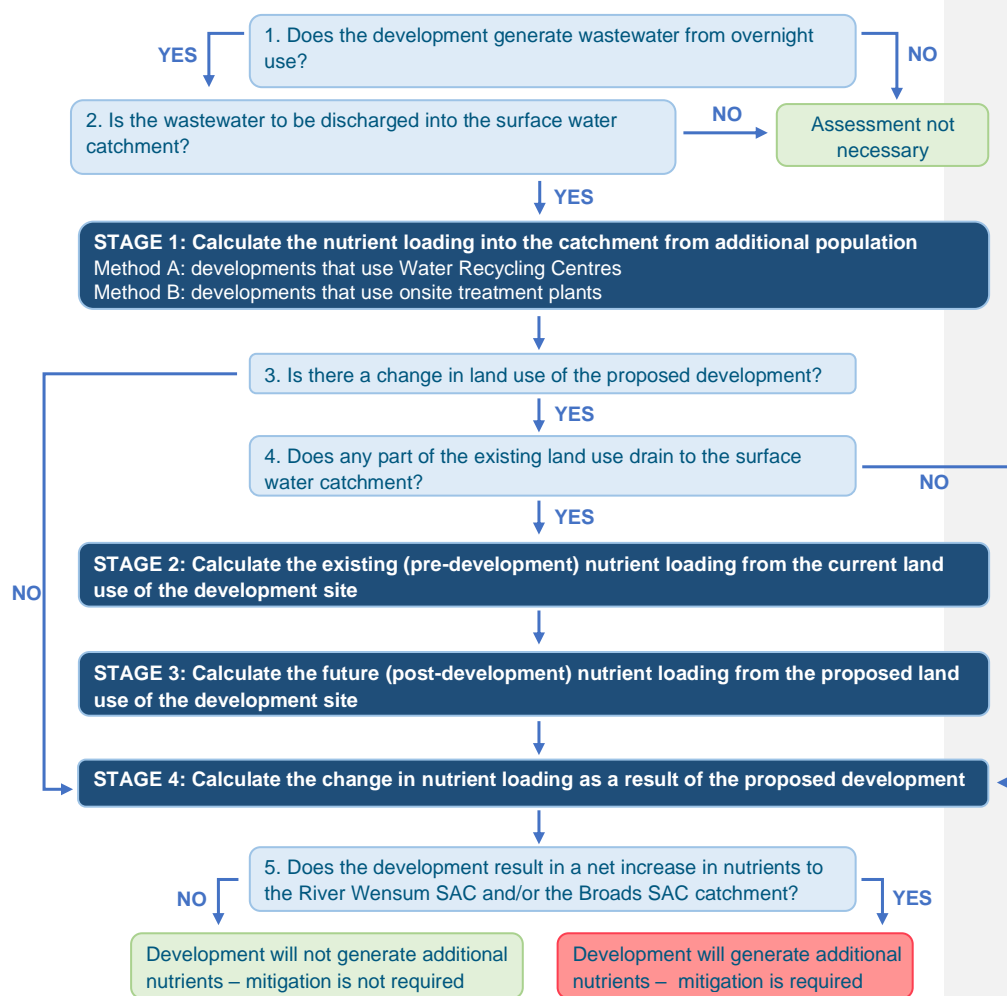 1. Does the development generate wastewater from overnight
use?
YES
NO
2. Is the wastewater to be discharged into the surface water
catchment?
NO
Assessment not
necessary
YES
STAGE 1: Calculate the nutrient loading into the catchment from additional population
Method A: developments that use Water Recycling Centres
Method B: developments that use onsite treatment plants
3. Is there a change in land use of the proposed development?
YES
4. Does any part of the existing land use drain to the surface
water catchment?
NO
YES
STAGE 2: Calculate the existing (pre-development) nutrient loading from the current land
use of the development site
NO
STAGE 3: Calculate the future (post-development) nutrient loading from the proposed land
use of the development site
STAGE 4: Calculate the change in nutrient loading as a result of the proposed development
5. Does the development result in a net increase in nutrients to
the River Wensum SAC and/or the Broads SAC catchment?
NO
YES
Development will not generate additional
nutrients – mitigation is not required
Development will generate additional
nutrients – mitigation is required